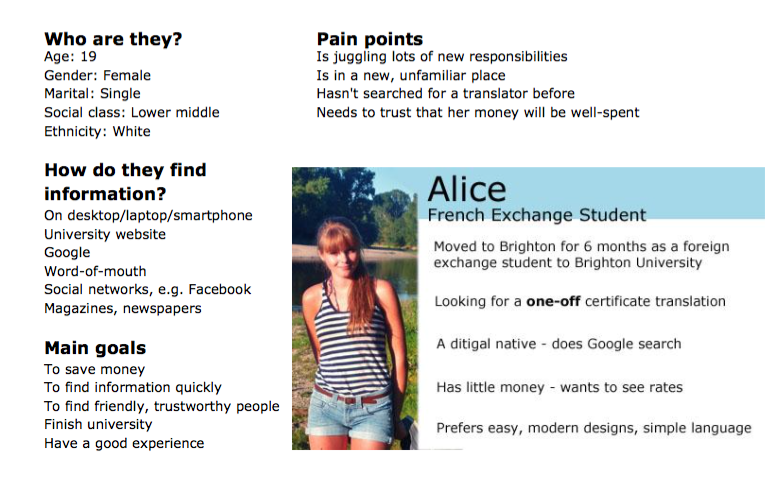 Who are they?
Age: 19
Gender: Female
Marital: Single
Social class: Lower middle
Ethnicity: White
Pain points
Is juggling lots of new responsibilities
Is in a new, unfamiliar place
Hasn't searched for a translator before
Needs to trust that her money will be well-spent
How do they find
information?
On desktop/laptop/smartphone
University website
Google
Word-of-mouth
Social networks, e.g. Facebook
Magazines, newspapers
Main goals
To save money
To find information quickly
To find friendly, trustworthy people
Finish university
Have a good experience
Alice
French Exchange Student
Moved to Brighton for 6 months as a foreign
exchange student to Brighton University
Looking for a one-off certificate translation
A ditigal native - does Google search
Has little money - wants to see rates
Prefers easy, modern designs, simple language